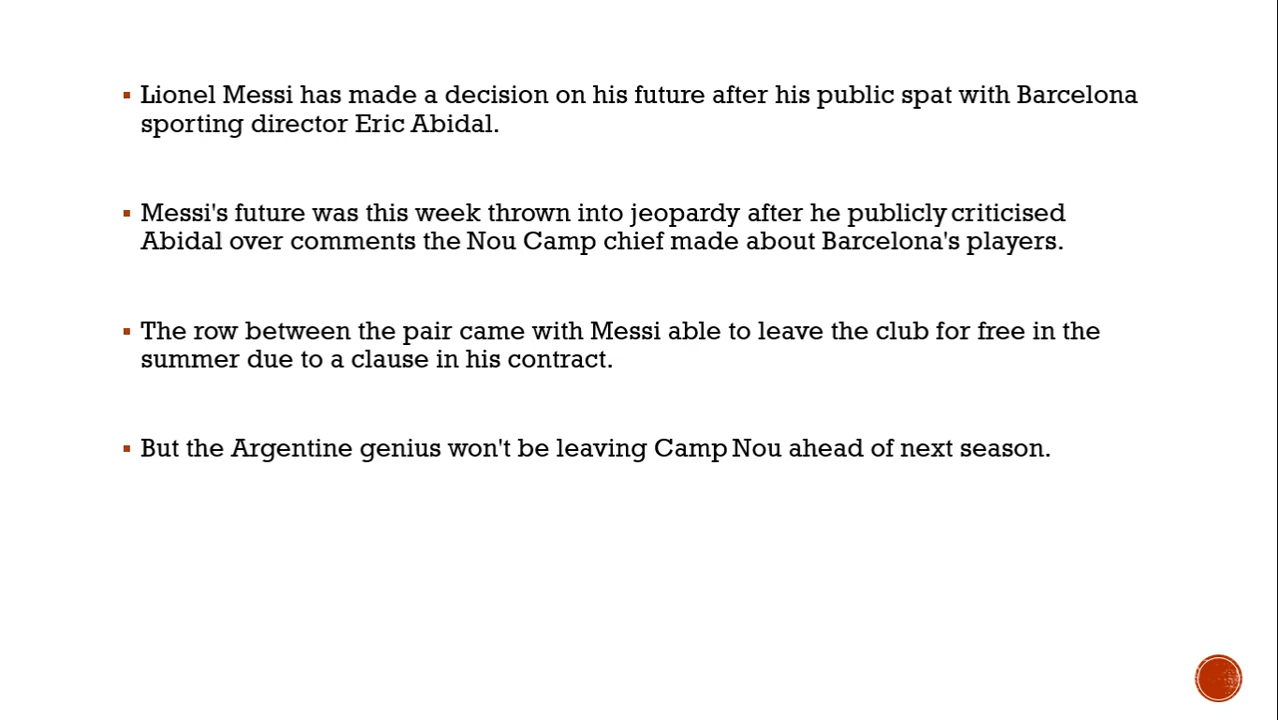 Lionel Messi has made a decision on his future after his public spat with Barcelona
sporting director Eric Abidal.
Messi's future was this week thrown into jeopardy after he publicly criticised
Abidal over comments the Nou Camp chief made about Barcelona's players.
The row between the pair came with Messi able to leave the club for free in the
summer due to a clause in his contract.
But the Argentine genius won't be leaving Camp Nou ahead of next season.